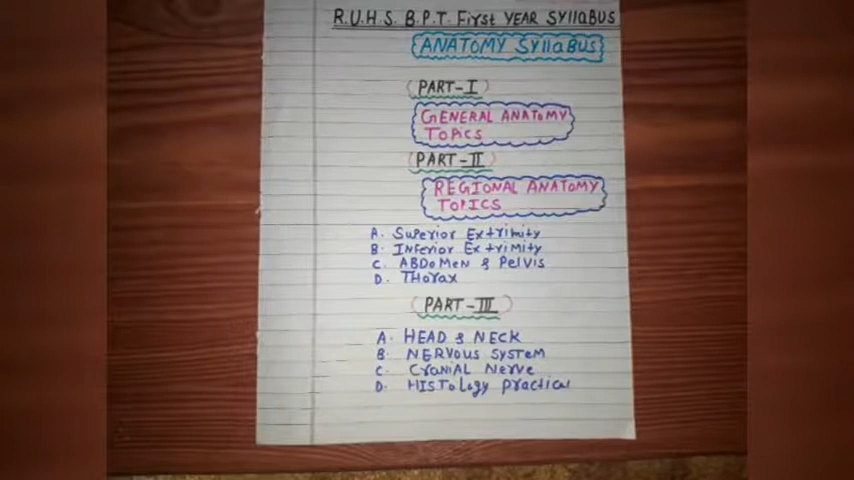 R.U.H.S. B.P.T. First YEAR SYllABUS
ANATOMY SYllaBUS
(PART-I)
GENERAL ANATOMY
TOPICS
(PART-II)
REGIONAL ANATOMY
TOPICS
A. Superior Extrimity
B. INFerior Extrimity
C. ABDOMEN & PelVIS
D. THOrax
(PART-III)
A. HEAD & NECK
B. NERVOUS SYSTEM
C. CraNIAL Nerve
D. HISTology Practical